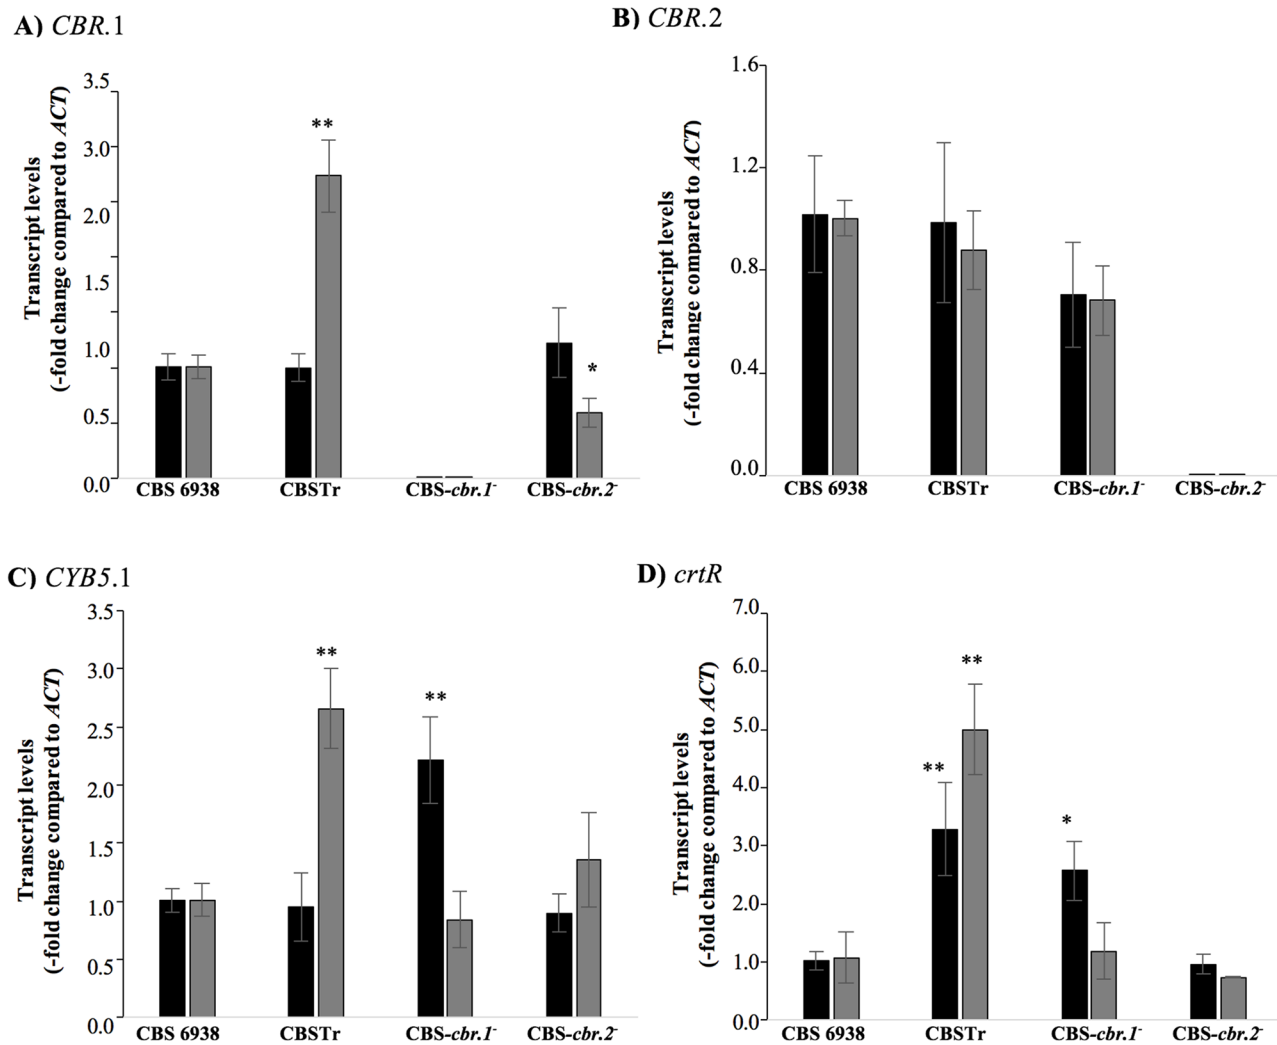 A) CBR.1
3.5
3.0
2.0
1.5
1.0
0.5
0.0
Transcript levels
(-fold change compared to ACT)
**
*
CBS 6938 CBSTr CBS-cbr.1- CBS-cbr.2-
B) CBR.2
1.6
1.2
0.8
0.4
0.0
Transcript levels
(-fold change compared to ACT)
CBS 6938 CBSTr CBS-cbr.1- CBS-cbr.2-
C) CYB5.1
3.5
3.0
2.5
2.0
1.5
1.0
0.5
0.0
Transcript levels
(-fold change compared to ACT)
**
**
CBS 6938 CBSTr CBS-cbr.1- CBS-cbr.2-
D) crtR
7.0
6.0
5.0
4.0
3.0
2.0
1.0
0.0
Transcript levels
(-fold change compared to ACT)
**
**
*
CBS 6938 CBSTr CBS-cbr.1- CBS-cbr.2-